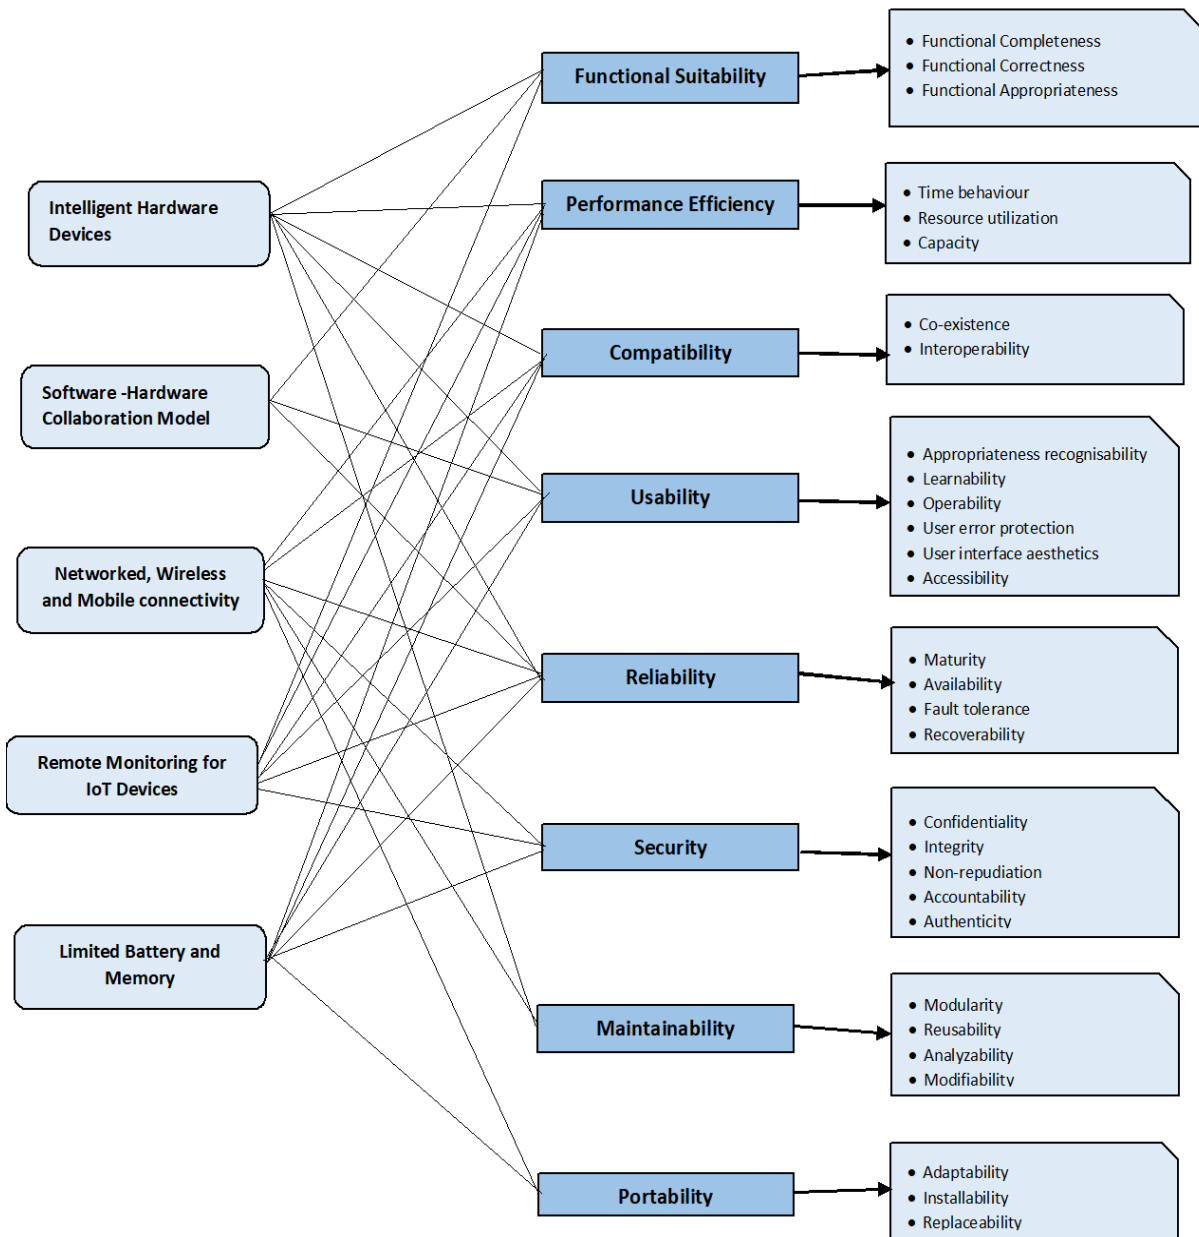 Intelligent Hardware
Devices
Software -Hardware
Collaboration Model
Networked, Wireless
and Mobile connectivity
Remote Monitoring for
IoT Devices
Limited Battery and
Memory
Functional Suitability
Performance Efficiency
Compatibility
Usability
Reliability
Security
Maintainability
Portability
• Functional Completeness
• Functional Correctness
• Functional Appropriateness
• Time behaviour
• Resource utilization
• Capacity
• Co-existence
• Interoperability
• Appropriateness recognisability
• Learnability
• Operability
• User error protection
• User interface aesthetics
• Accessibility
• Maturity
• Availability
• Fault tolerance
• Recoverability
• Confidentiality
• Integrity
• Non-repudiation
• Accountability
• Authenticity
• Modularity
• Reusability
• Analyzability
• Modifiability
• Adaptability
• Installability
• Replaceability